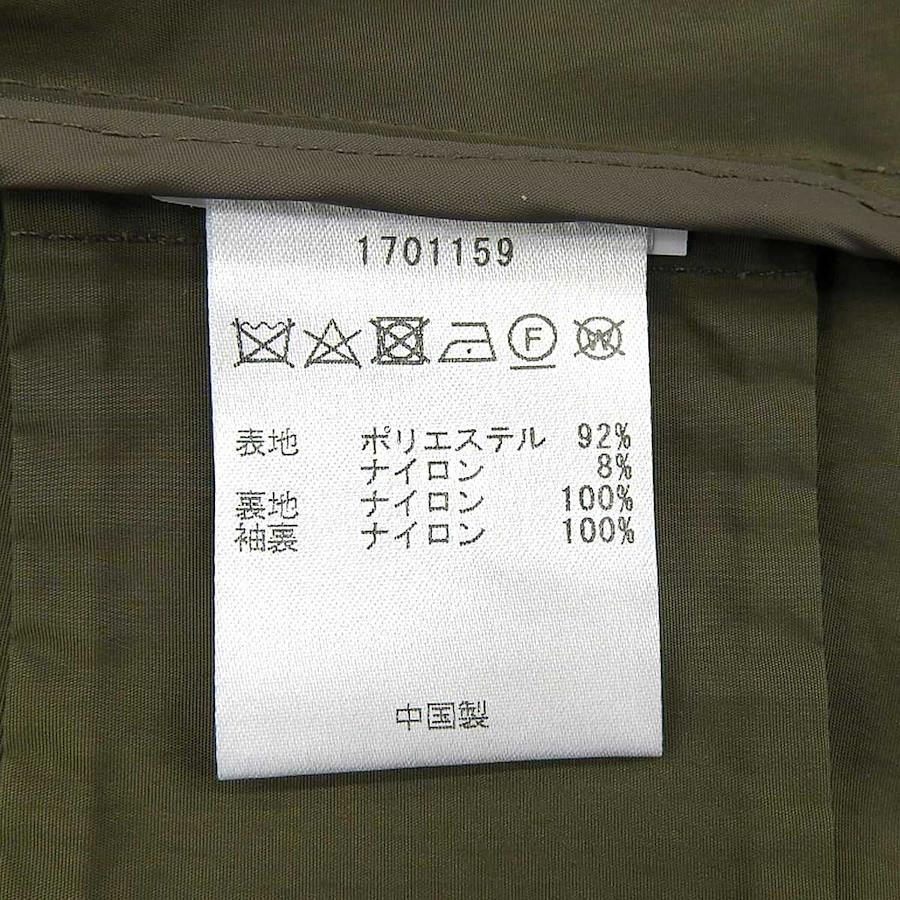 1701159
F W
表地 ポリエステル 92%
ナイロン 8%
裏地 ナイロン 100%
袖裏 ナイロン 100%
中国製